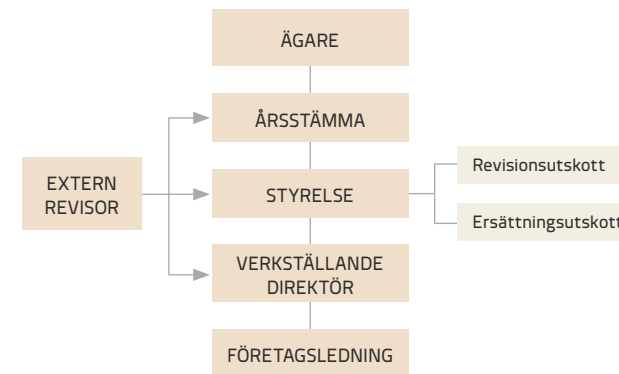 ÄGARE
ÅRSSTÄMMA
EXTERN
REVISOR
STYRELSE
Revisionsutskott
Ersättningsutskott
VERKSTÄLLANDE
DIREKTÖR
FÖRETAGSLEDNING